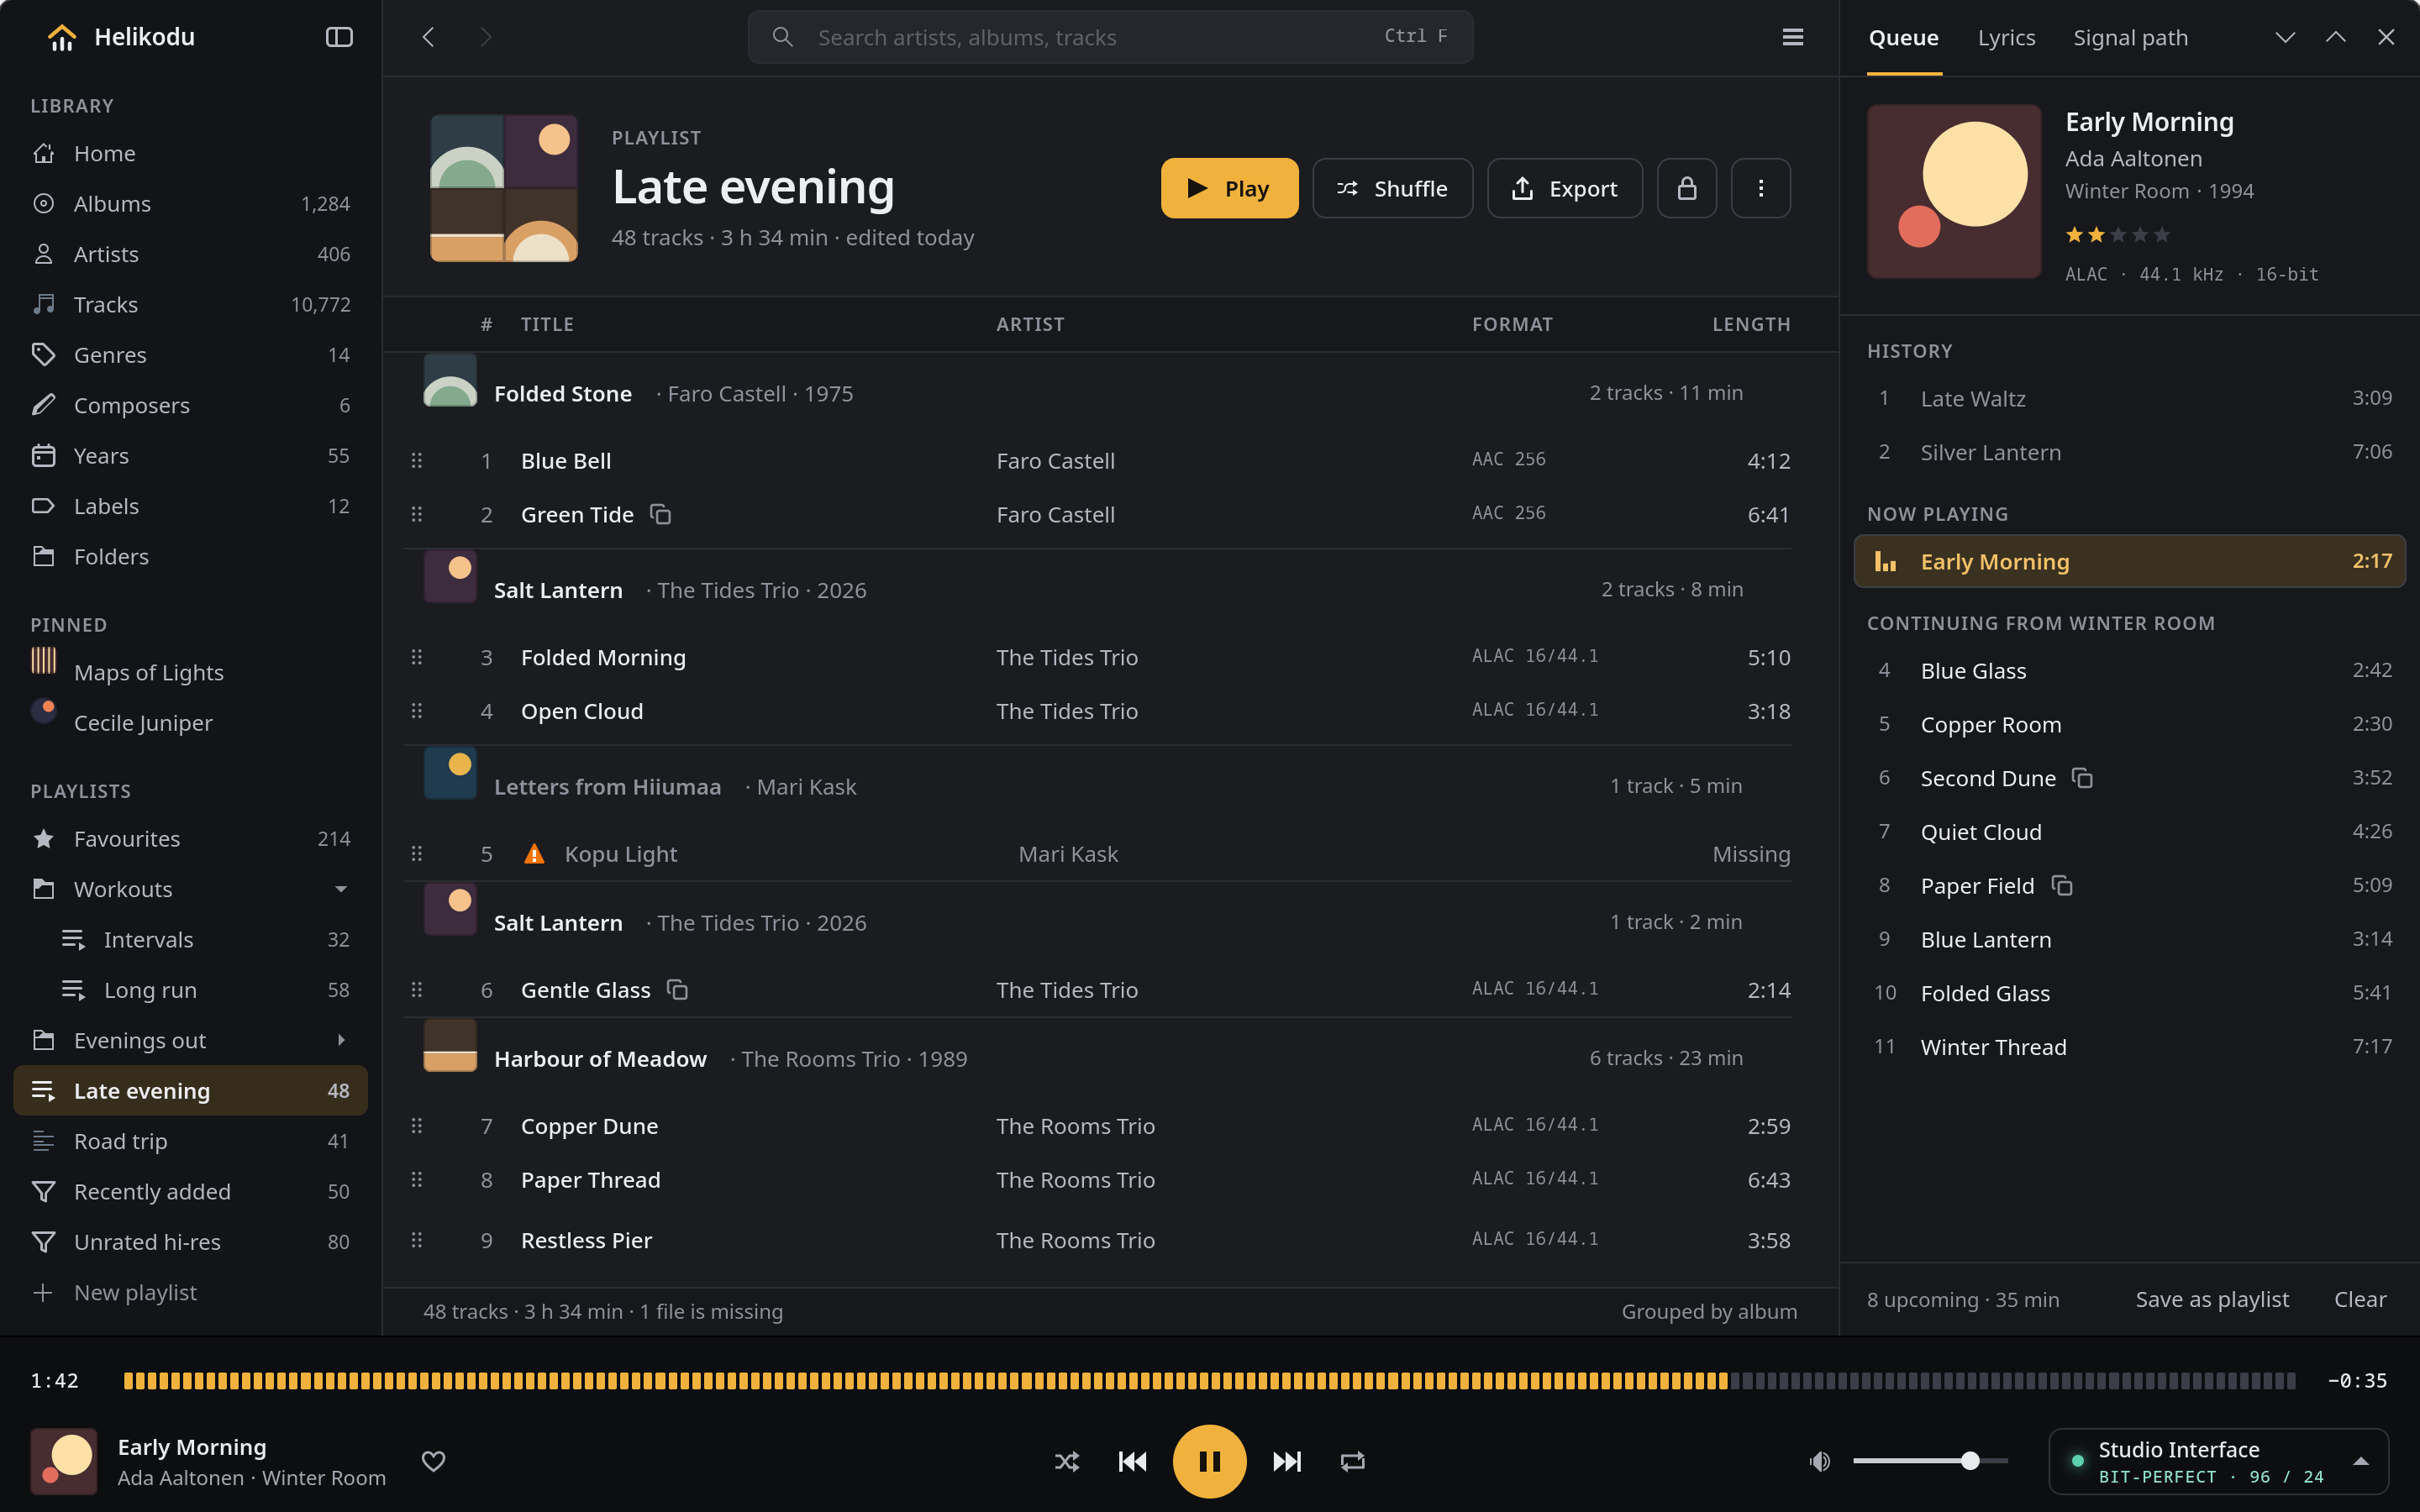 Helikodu
LIBRARY
Home
Albums 1,284
Artists 406
Tracks 10,772
Genres 14
Composers 6
Years 55
Labels 12
Folders
PINNED
Maps of Lights
Cecile Juniper
PLAYLISTS
Favourites 214
Workouts
Intervals 32
Long run 58
Evenings out
Late evening 48
Road trip 41
Recently added 50
Unrated hi-res 80
New playlist
Search artists, albums, tracks Ctrl F
PLAYLIST
Late evening
48 tracks · 3 h 34 min · edited today
Play Shuffle Export
# TITLE ARTIST FORMAT LENGTH
Folded Stone · Faro Castell · 1975 2 tracks · 11 min
1 Blue Bell Faro Castell AAC 256 4:12
2 Green Tide Faro Castell AAC 256 6:41
Salt Lantern · The Tides Trio · 2026 2 tracks · 8 min
3 Folded Morning The Tides Trio ALAC 16/44.1 5:10
4 Open Cloud The Tides Trio ALAC 16/44.1 3:18
Letters from Hiiumaa · Mari Kask 1 track · 5 min
5 Kopu Light Mari Kask Missing
Salt Lantern · The Tides Trio · 2026 1 track · 2 min
6 Gentle Glass The Tides Trio ALAC 16/44.1 2:14
Harbour of Meadow · The Rooms Trio · 1989 6 tracks · 23 min
7 Copper Dune The Rooms Trio ALAC 16/44.1 2:59
8 Paper Thread The Rooms Trio ALAC 16/44.1 6:43
9 Restless Pier The Rooms Trio ALAC 16/44.1 3:58
48 tracks · 3 h 34 min · 1 file is missing Grouped by album
Queue Lyrics Signal path
Early Morning
Ada Aaltonen
Winter Room · 1994
ALAC · 44.1 kHz · 16-bit
HISTORY
1 Late Waltz 3:09
2 Silver Lantern 7:06
NOW PLAYING
Early Morning 2:17
CONTINUING FROM WINTER ROOM
4 Blue Glass 2:42
5 Copper Room 2:30
6 Second Dune 3:52
7 Quiet Cloud 4:26
8 Paper Field 5:09
9 Blue Lantern 3:14
10 Folded Glass 5:41
11 Winter Thread 7:17
8 upcoming · 35 min Save as playlist Clear
1:42 −0:35
Early Morning
Ada Aaltonen · Winter Room
Studio Interface
BIT-PERFECT · 96 / 24